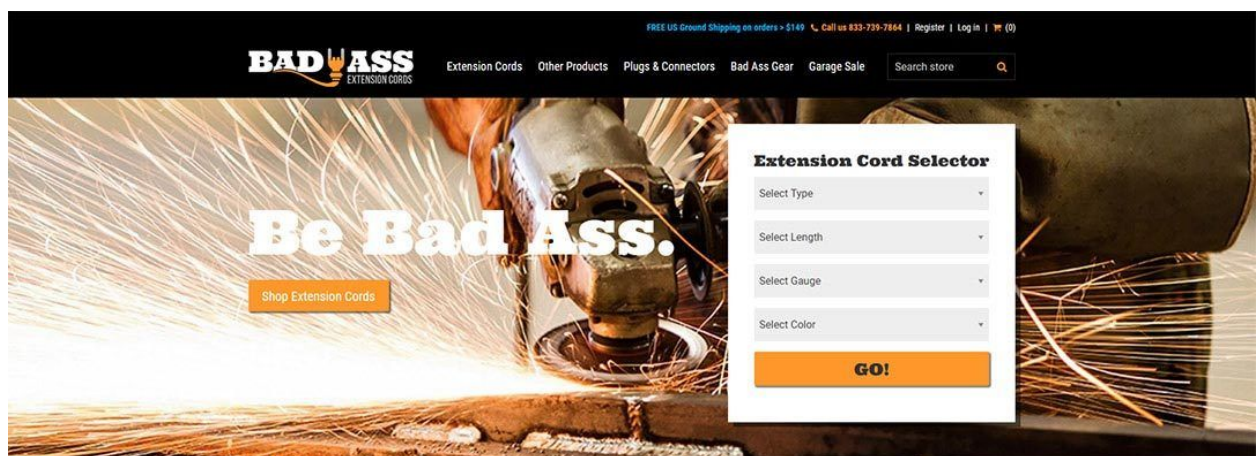 FREE US Ground Shipping on orders > $149 Call us 833-739-7864 | Register | Log in | (0)
BAD ASS
EXTENSION CORDS
Extension Cords Other Products Plugs & Connectors Bad Ass Gear Garage Sale Search store
Extension Cord Selector
Select Type
Select Length
Be Bad Ass.
Select Gauge
Shop Extension Cords
Select Color
GO!